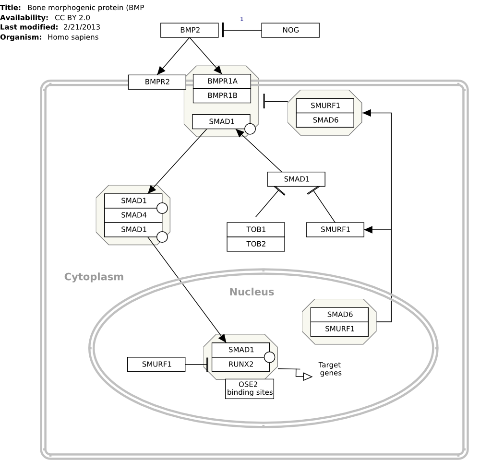 Title: Bone morphogenic protein (BMP
Availability: CC BY 2.0
Last modified: 2/21/2013
Organism: Homo sapiens
1
BMP2
NOG
BMPR2
BMPR1A
BMPR1B
SMAD1
SMURF1
SMAD6
SMAD1
SMAD1
SMAD4
SMAD1
TOB1
TOB2
SMURF1
Cytoplasm
Nucleus
SMAD6
SMURF1
SMAD1
RUNX2
SMURF1
Target
genes
OSE2
binding sites